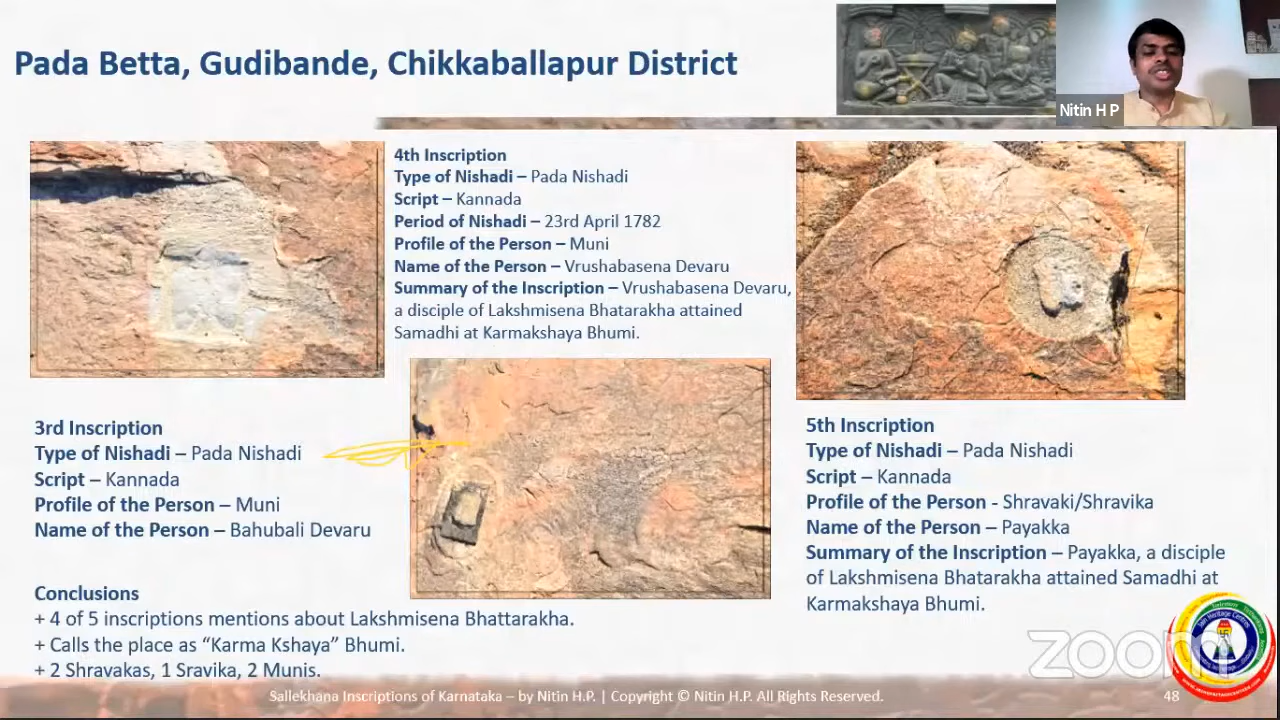 Pada Betta, Gudibande, Chikkaballapur District
Nitin H P
4th Inscription
Type of Nishadi – Pada Nishadi
Script – Kannada
Period of Nishadi – 23rd April 1782
Profile of the Person – Muni
Name of the Person – Vrushabasena Devaru
Summary of the Inscription – Vrushabasena Devaru,
a disciple of Lakshmisena Bhatarakha attained
Samadhi at Karmakshaya Bhumi.
3rd Inscription
Type of Nishadi – Pada Nishadi
Script – Kannada
Profile of the Person – Muni
Name of the Person – Bahubali Devaru
5th Inscription
Type of Nishadi – Pada Nishadi
Script – Kannada
Profile of the Person - Shravaki/Shravika
Name of the Person – Payakka
Summary of the Inscription – Payakka, a disciple
of Lakshmisena Bhatarakha attained Samadhi at
Karmakshaya Bhumi.
Conclusions
+ 4 of 5 inscriptions mentions about Lakshmisena Bhattarakha.
+ Calls the place as “Karma Kshaya” Bhumi.
+ 2 Shravakas, 1 Sravika, 2 Munis.
zoom
Jain Heritage Centres
Sallekhana Inscriptions of Karnataka – by Nitin H.P. | Copyright © Nitin H.P. All Rights Reserved.
48